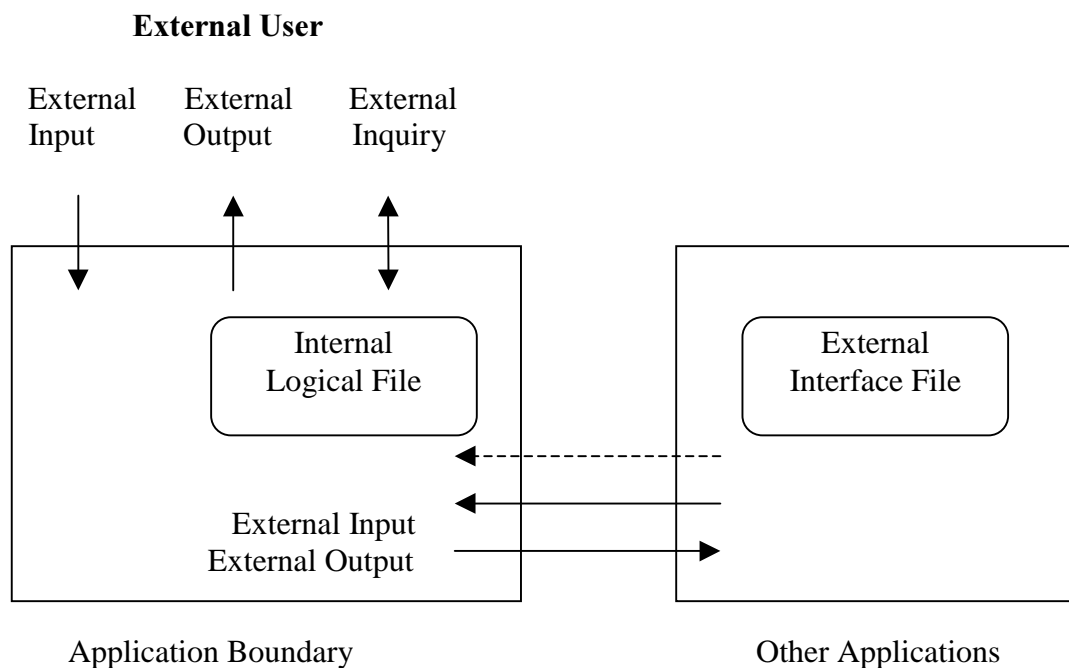 External User
External
Input
External
Output
External
Inquiry
Internal
Logical File
External
Interface File
External Input
External Output
Application Boundary
Other Applications